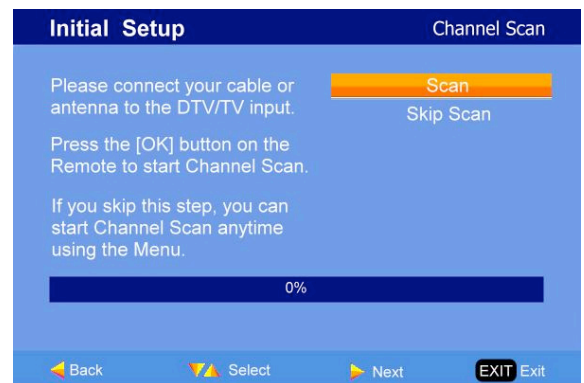 Initial Setup
Channel Scan
Please connect your cable or
antenna to the DTV/TV input.
Press the [OK] button on the
Remote to start Channel Scan.
If you skip this step, you can
start Channel Scan anytime
using the Menu.
Scan
Skip Scan
0%
Back
Select
Next
EXIT Exit